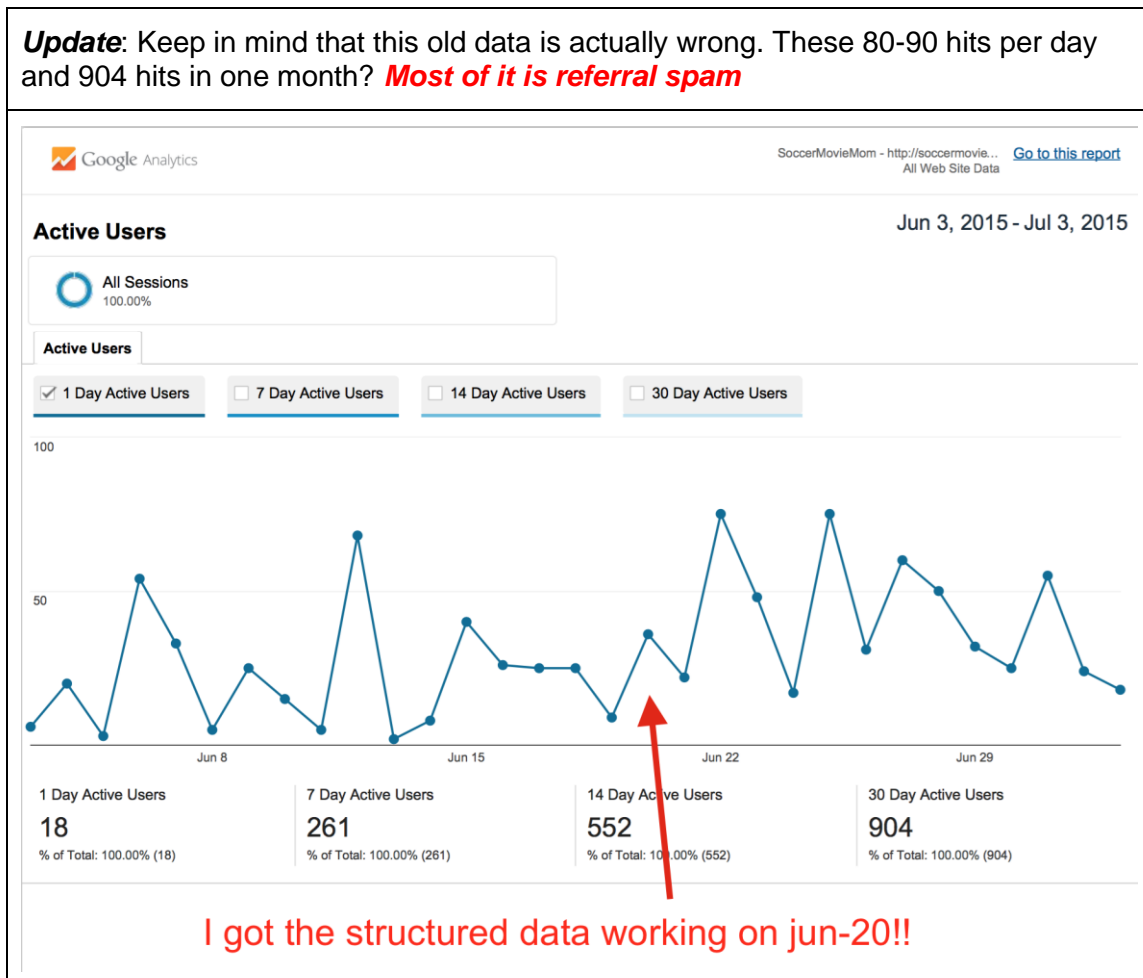 Update: Keep in mind that this old data is actually wrong. These 80-90 hits per day
and 904 hits in one month? Most of it is referral spam
Google Analytics
SoccerMovieMom - http://soccermovie... Go to this report
All Web Site Data
Active Users
Jun 3, 2015 - Jul 3, 2015
All Sessions
100.00%
Active Users
1 Day Active Users 7 Day Active Users 14 Day Active Users 30 Day Active Users
100
50
Jun 8 Jun 15 Jun 22 Jun 29
1 Day Active Users 7 Day Active Users 14 Day Active Users 30 Day Active Users
18 261 552 904
% of Total: 100.00% (18) % of Total: 100.00% (261) % of Total: 100.00% (552) % of Total: 100.00% (904)
I got the structured data working on jun-20!!